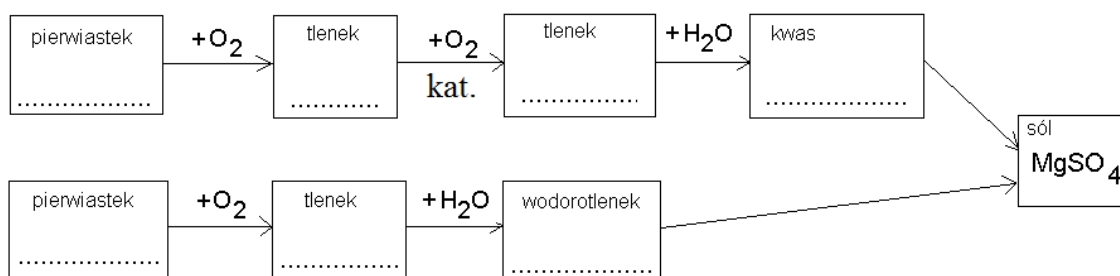 pierwiastek +O2 tlenek +O2 tlenek +H2O kwas
kat.
.................... ............. ................. .......................
sól
MgSO4
pierwiastek +O2 tlenek +H2O wodorotlenek
.................... .................. .........................